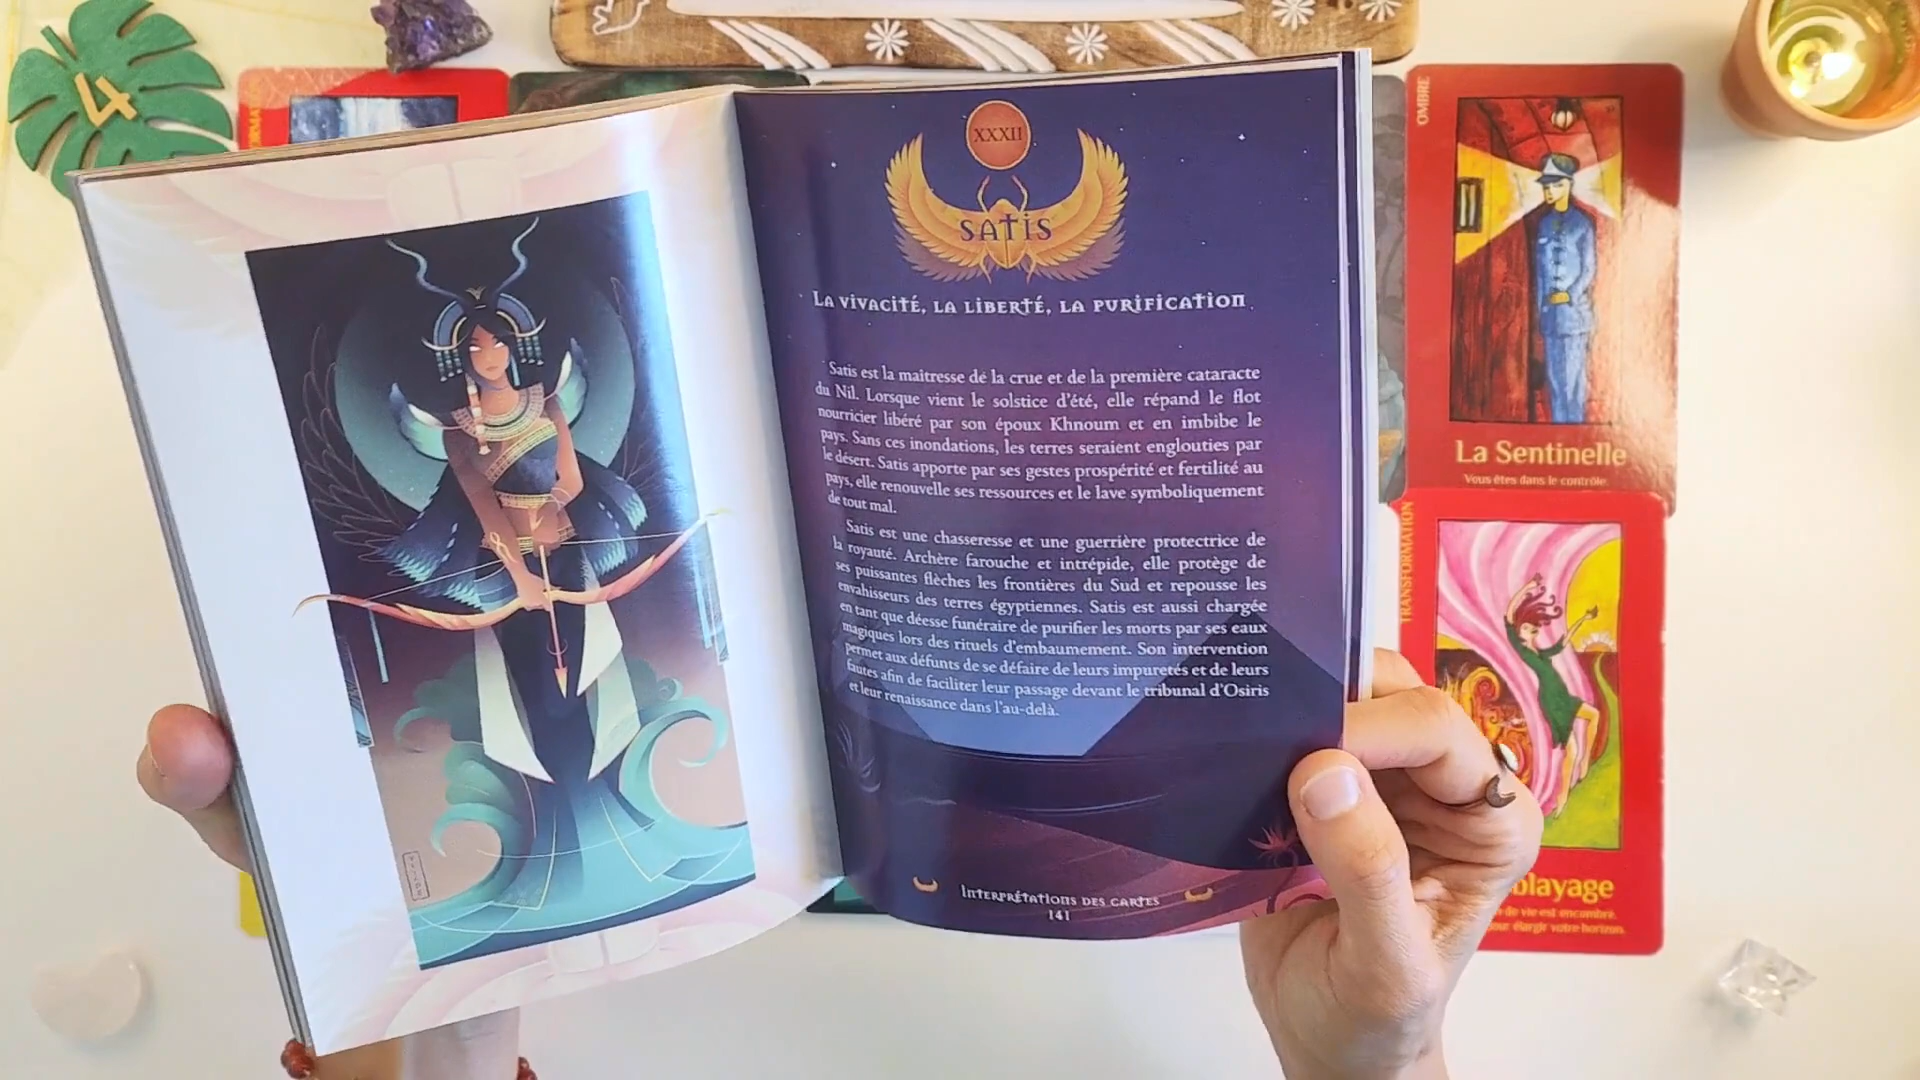 4
XXXII
SATIS
LA VIVACITÉ, LA LIBERTÉ, LA PURIFICATION
Satis est la maîtresse de la crue et de la première cataracte
du Nil. Lorsque vient le solstice d'été, elle répand le flot
nourricier libéré par son époux Khnoum et en imbibe le
pays. Sans ces inondations, les terres seraient englouties par
le désert. Satis apporte par ses gestes prospérité et fertilité au
pays, elle renouvelle ses ressources et le lave symboliquement
de tout mal.
Satis est une chasseresse et une guerrière protectrice de
la royauté. Archère farouche et intrépide, elle protège de
ses puissantes flèches les frontières du Sud et repousse les
envahisseurs des terres égyptiennes. Satis est aussi chargée
en tant que déesse funéraire de purifier les morts par ses eaux
magiques lors des rituels d'embaumement. Son intervention
permet aux défunts de se défaire de leurs impuretés et de leurs
fautes afin de faciliter leur passage devant le tribunal d'Osiris
et leur renaissance dans l'au-delà.
INTERPRÉTATIONS DES CARTES
141
OMBRE
La Sentinelle
Vous êtes dans le contrôle.
TRANSFORMATION
blayage
de vie est encombré.
pour élargir votre horizon.